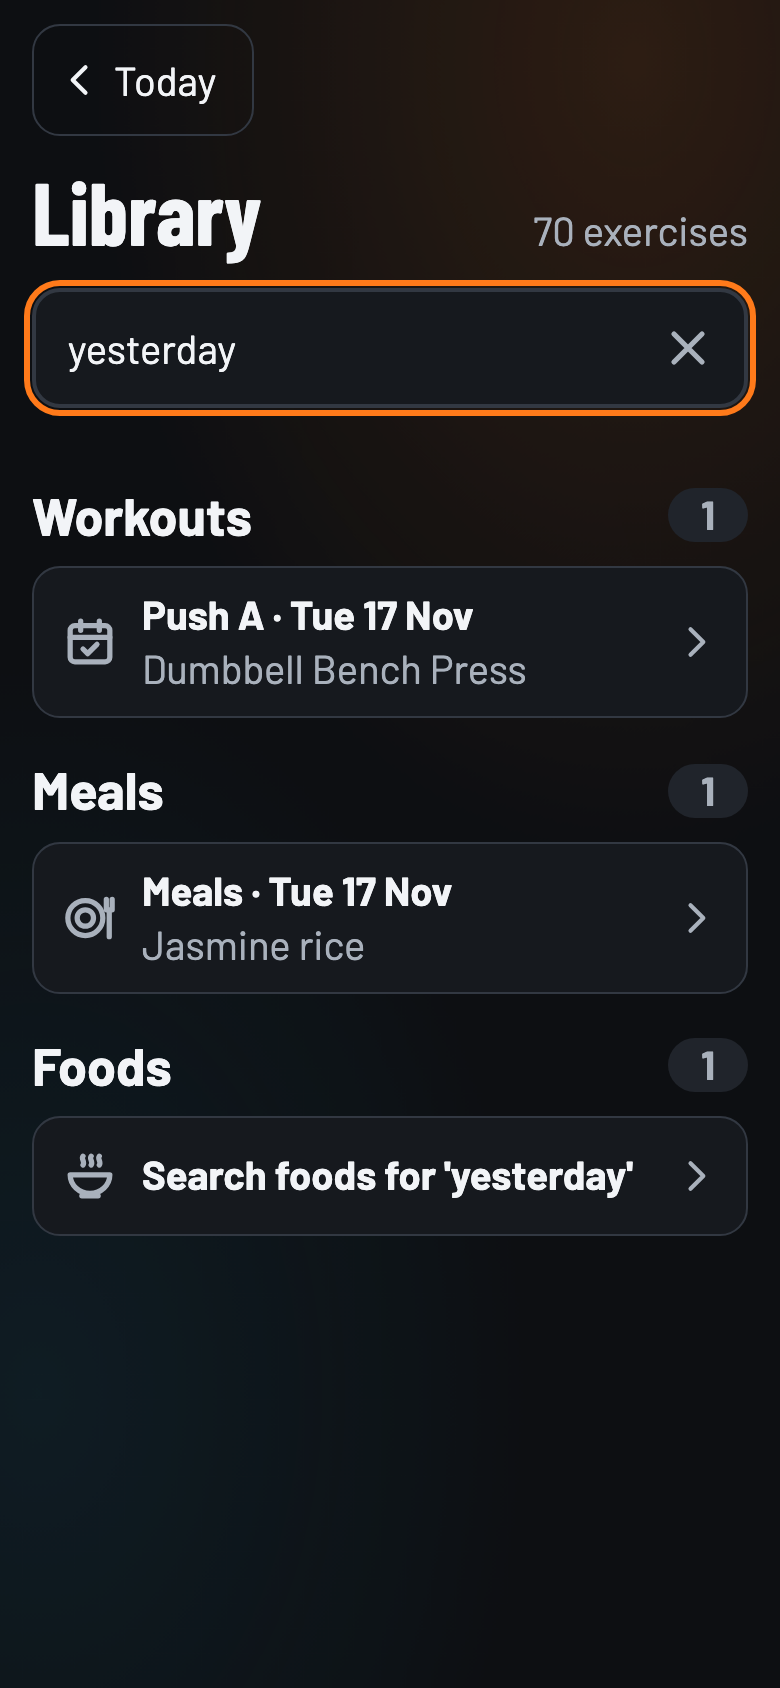 Today
Library
70 exercises
yesterday
Workouts
1
Push A · Tue 17 Nov
Dumbbell Bench Press
Meals
1
Meals · Tue 17 Nov
Jasmine rice
Foods
1
Search foods for 'yesterday'